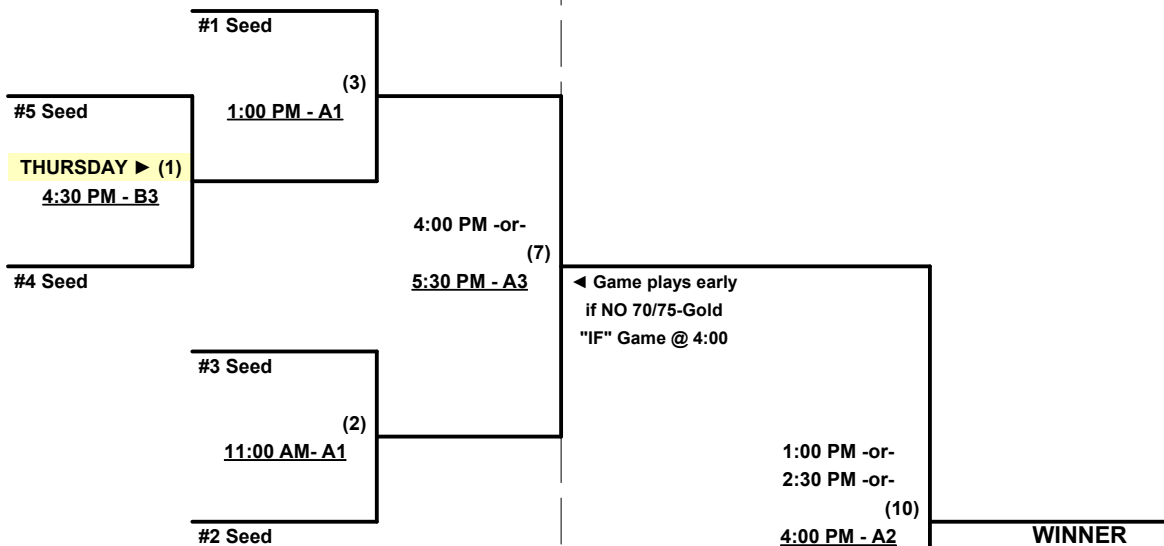 #1 Seed
(3)
1:00 PM - A1
#5 Seed
THURSDAY ► (1)
4:30 PM - B3
#4 Seed
4:00 PM -or-
(7)
5:30 PM - A3
◄ Game plays early
if NO 70/75-Gold
"IF" Game @ 4:00
#3 Seed
(2)
11:00 AM- A1
#2 Seed
1:00 PM -or-
2:30 PM -or-
(10)
4:00 PM - A2
WINNER